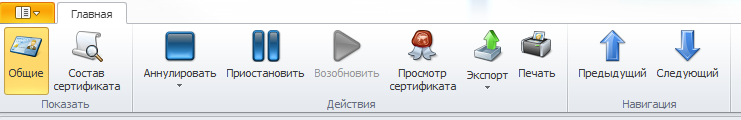 Главная
Общие
Состав
сертификата
Аннулировать
Приостановить
Возобновить
Просмотр
сертификата
Экспорт
Печать
Предыдущий
Следующий
Показать
Действия
Навигация